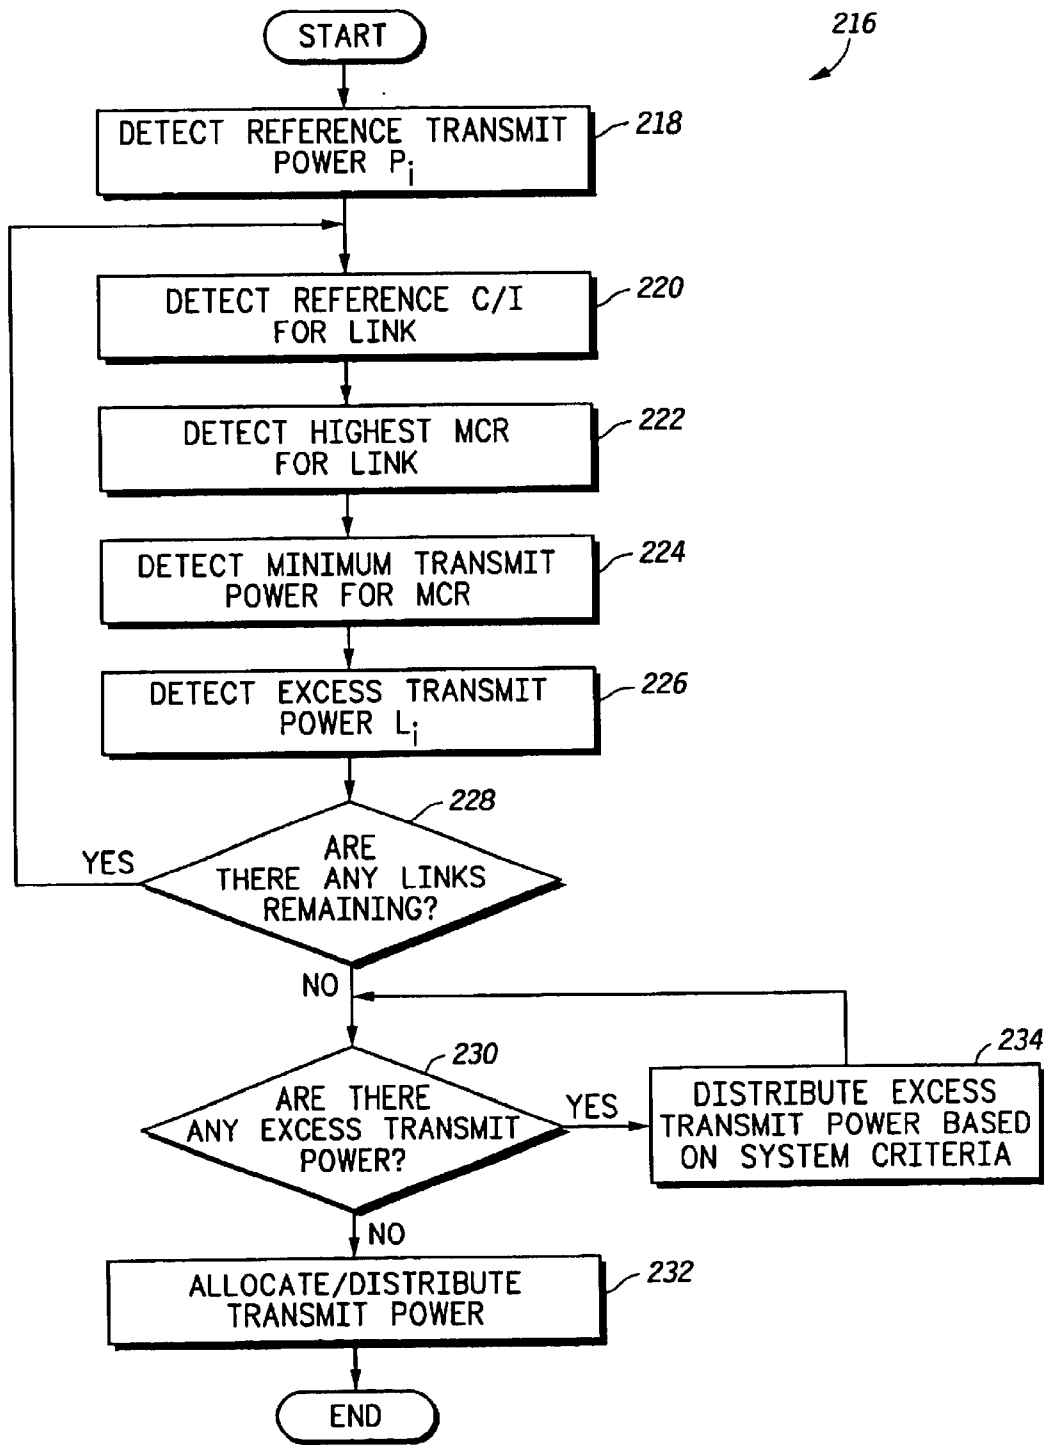 START
216
DETECT REFERENCE TRANSMIT
POWER Pi
218
DETECT REFERENCE C/I
FOR LINK
220
DETECT HIGHEST MCR
FOR LINK
222
DETECT MINIMUM TRANSMIT
POWER FOR MCR
224
DETECT EXCESS TRANSMIT
POWER Li
226
228
ARE
THERE ANY LINKS
REMAINING?
YES
NO
230
ARE THERE
ANY EXCESS TRANSMIT
POWER?
YES
234
DISTRIBUTE EXCESS
TRANSMIT POWER BASED
ON SYSTEM CRITERIA
NO
ALLOCATE/DISTRIBUTE
TRANSMIT POWER
232
END